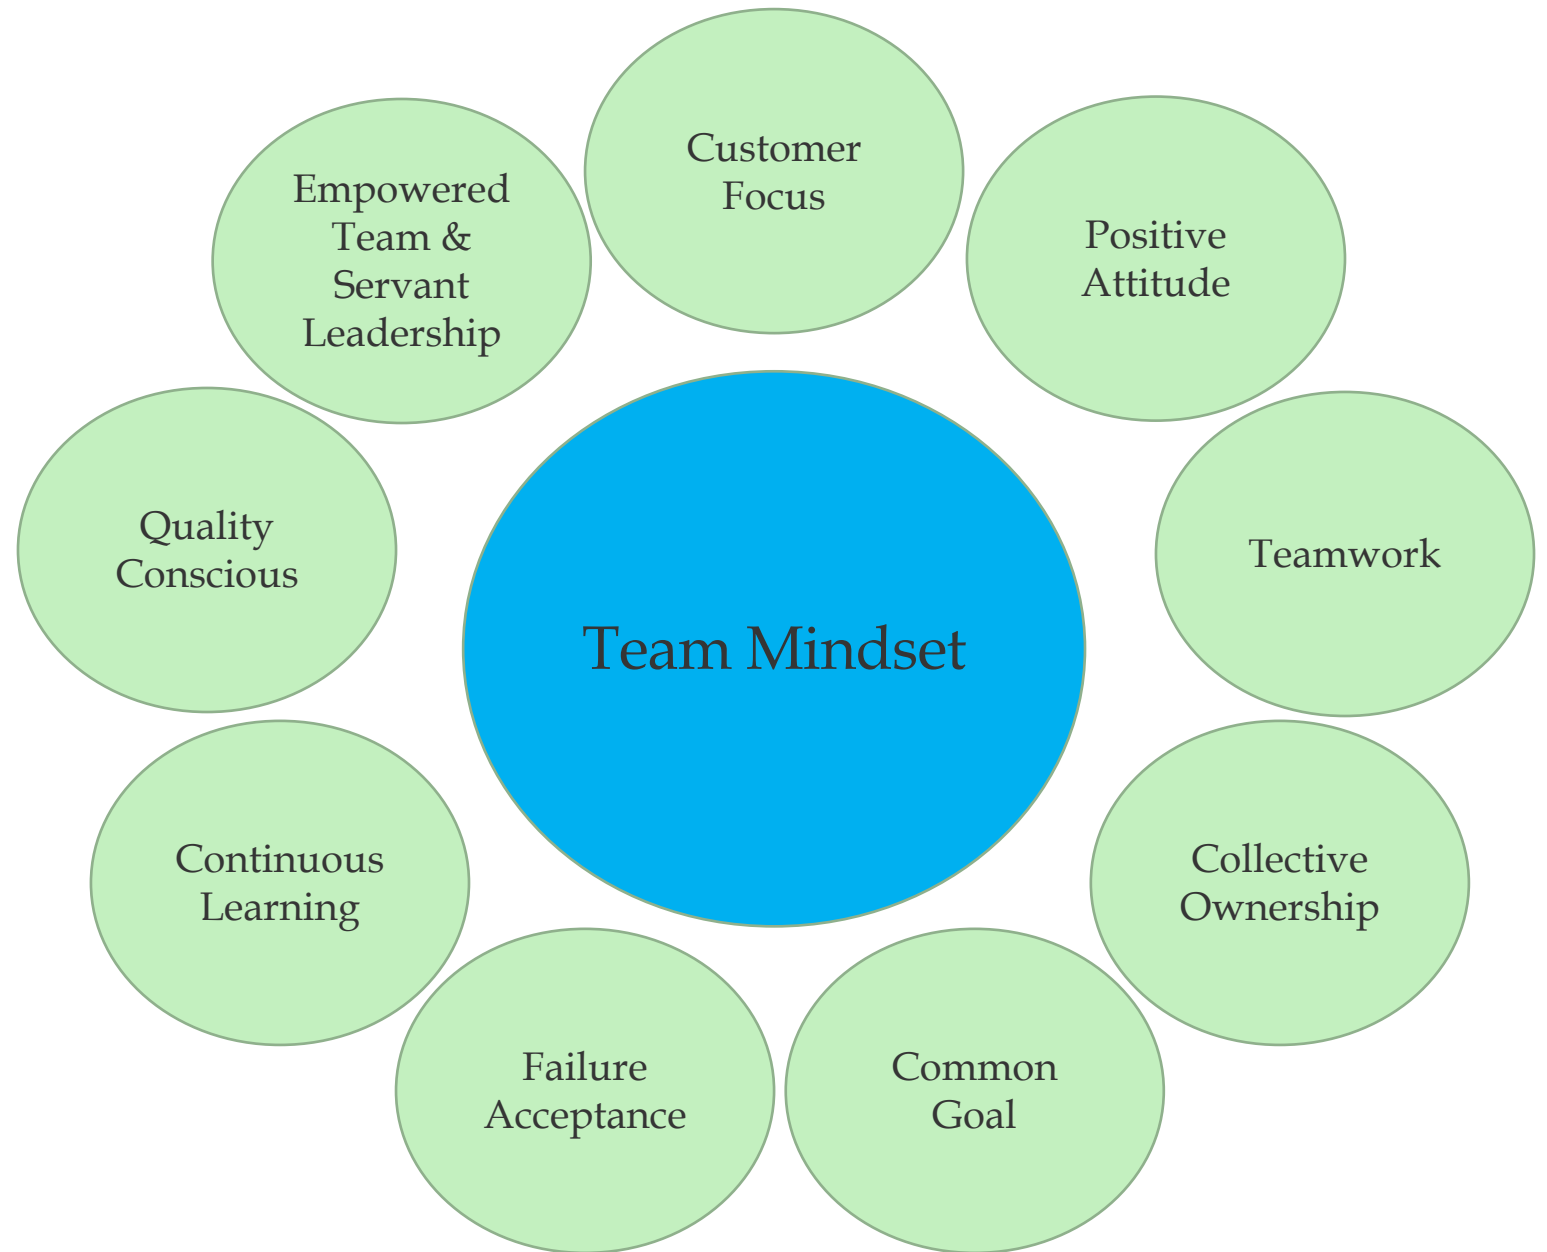 Customer
Focus
Positive
Attitude
Teamwork
Collective
Ownership
Common
Goal
Failure
Acceptance
Continuous
Learning
Quality
Conscious
Empowered
Team &
Servant
Leadership
Team Mindset